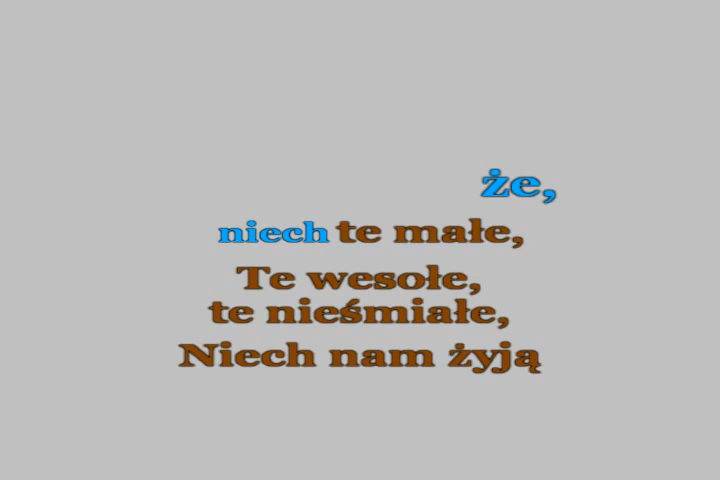 że,
niech te małe,
Te wesołe,
te nieśmiałe,
Niech nam żyją